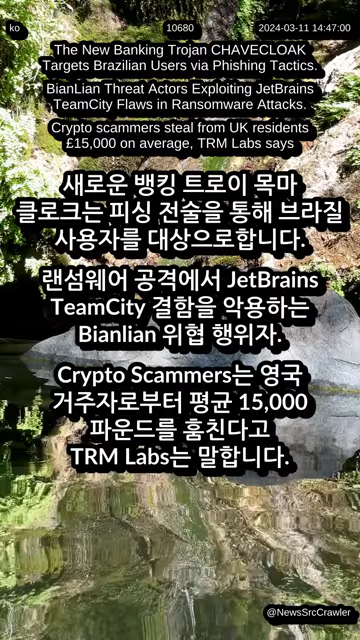 ko
10680
2024-03-11 14:47:00
The New Banking Trojan CHAVECLOAK
Targets Brazilian Users via Phishing Tactics.
BianLian Threat Actors Exploiting JetBrains
TeamCity Flaws in Ransomware Attacks.
Crypto scammers steal from UK residents
£15,000 on average, TRM Labs says
새로운 뱅킹 트로이 목마
클로크는 피싱 전술을 통해 브라질
사용자를 대상으로합니다.
랜섬웨어 공격에서 JetBrains
TeamCity 결함을 악용하는
Bianlian 위협 행위자.
Crypto Scammers는 영국
거주자로부터 평균 15,000
파운드를 훔친다고
TRM Labs는 말합니다.
@NewsSrcCrawler